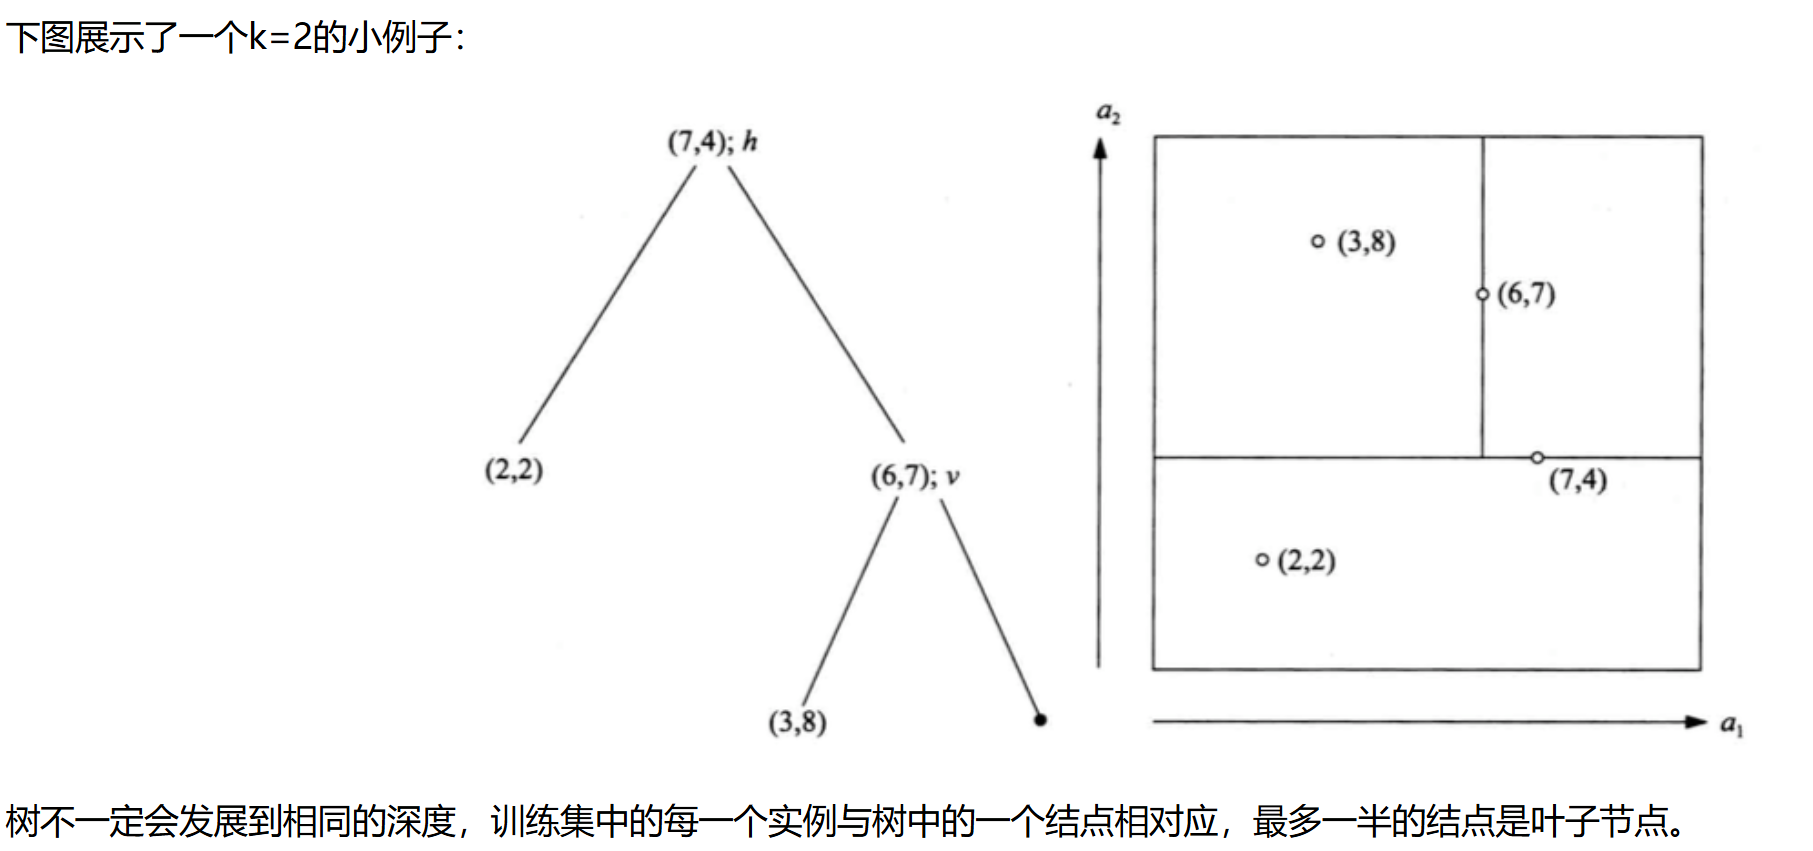 下图展示了一个k=2的小例子：
(7,4); h
(2,2)
(6,7); v
(3,8)
a₂
(3,8)
(6,7)
(7,4)
(2,2)
a₁
树不一定会发展到相同的深度，训练集中的每一个实例与树中的一个结点相对应，最多一半的结点是叶子节点。